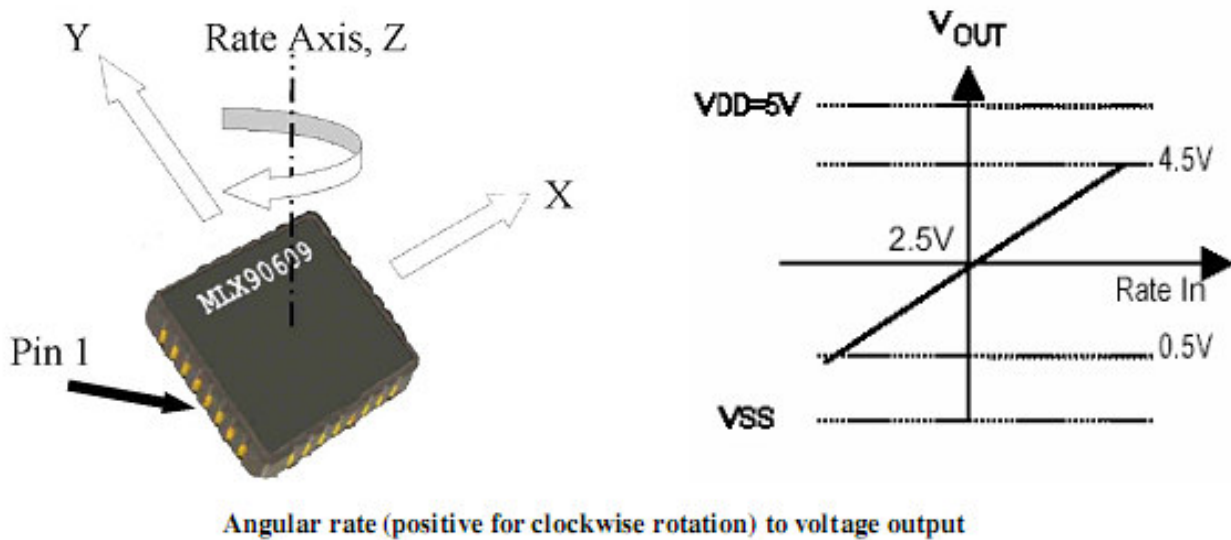 Y
Rate Axis, Z
X
MLX90609
Pin 1
VOUT
VDD=5V
4.5V
2.5V
Rate In
0.5V
VSS
Angular rate (positive for clockwise rotation) to voltage output